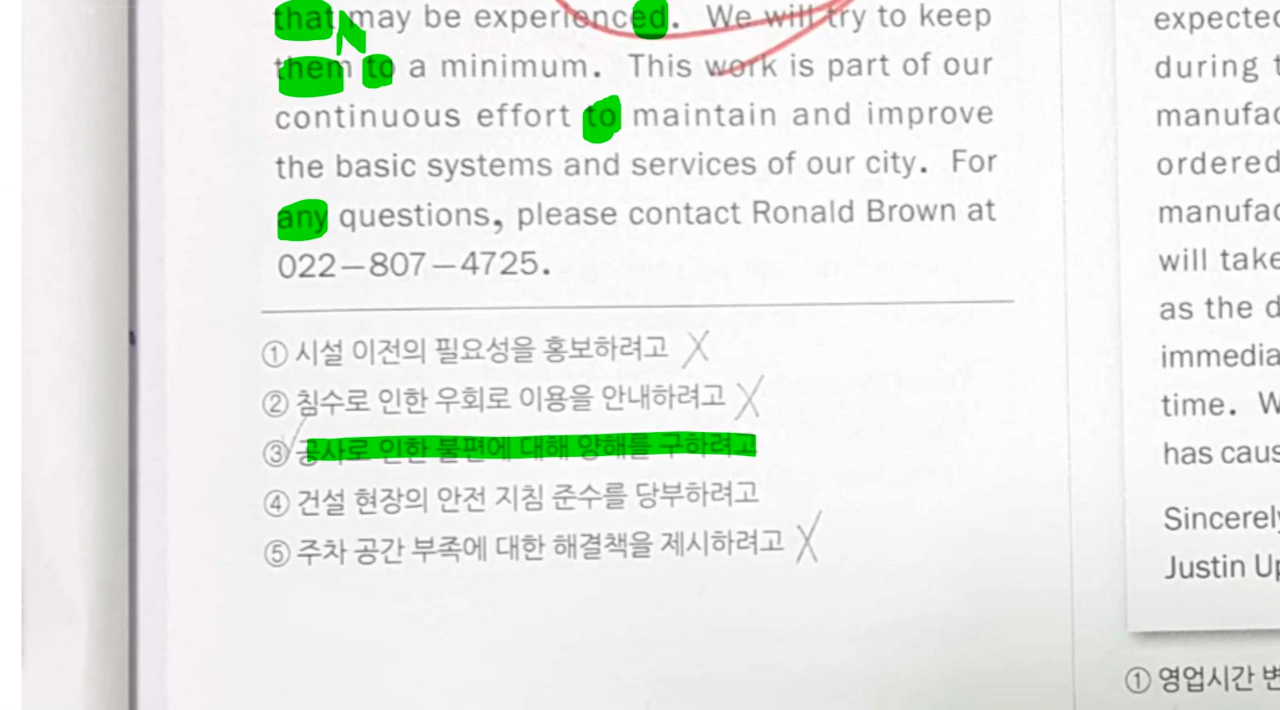 that may be experienced. We will try to keep
them to a minimum. This work is part of our
continuous effort to maintain and improve
the basic systems and services of our city. For
any questions, please contact Ronald Brown at
022-807-4725.
① 시설 이전의 필요성을 홍보하려고
② 침수로 인한 우회로 이용을 안내하려고
③ 공사로 인한 불편에 대해 양해를 구하려고
④ 건설 현장의 안전 지침 준수를 당부하려고
⑤ 주차 공간 부족에 대한 해결책을 제시하려고
during
ordered
will take
as the
time.
has
Justin
① 영업시간